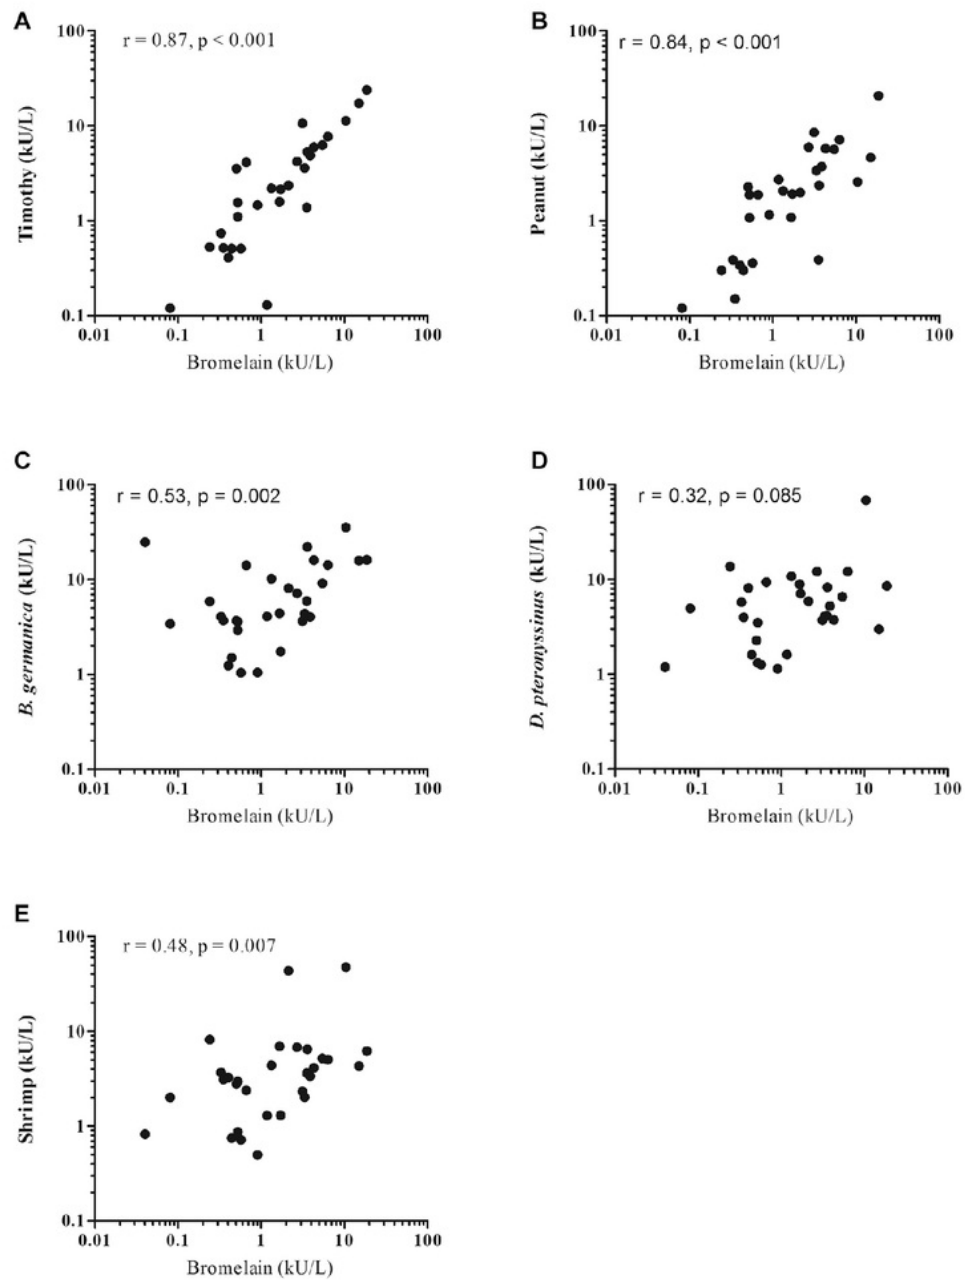 A
r = 0.87, p < 0.001
Timothy (kU/L)
100
10
1
0.1
0.01 0.1 1 10 100
Bromelain (kU/L)
B
r = 0.84, p < 0.001
Peanut (kU/L)
100
10
1
0.1
0.01 0.1 1 10 100
Bromelain (kU/L)
C
r = 0.53, p = 0.002
B. germanica (kU/L)
100
10
1
0.1
0.01 0.1 1 10 100
Bromelain (kU/L)
D
r = 0.32, p = 0.085
D. pteronyssinus (kU/L)
100
10
1
0.1
0.01 0.1 1 10 100
Bromelain (kU/L)
E
r = 0.48, p = 0.007
Shrimp (kU/L)
100
10
1
0.1
0.01 0.1 1 10 100
Bromelain (kU/L)